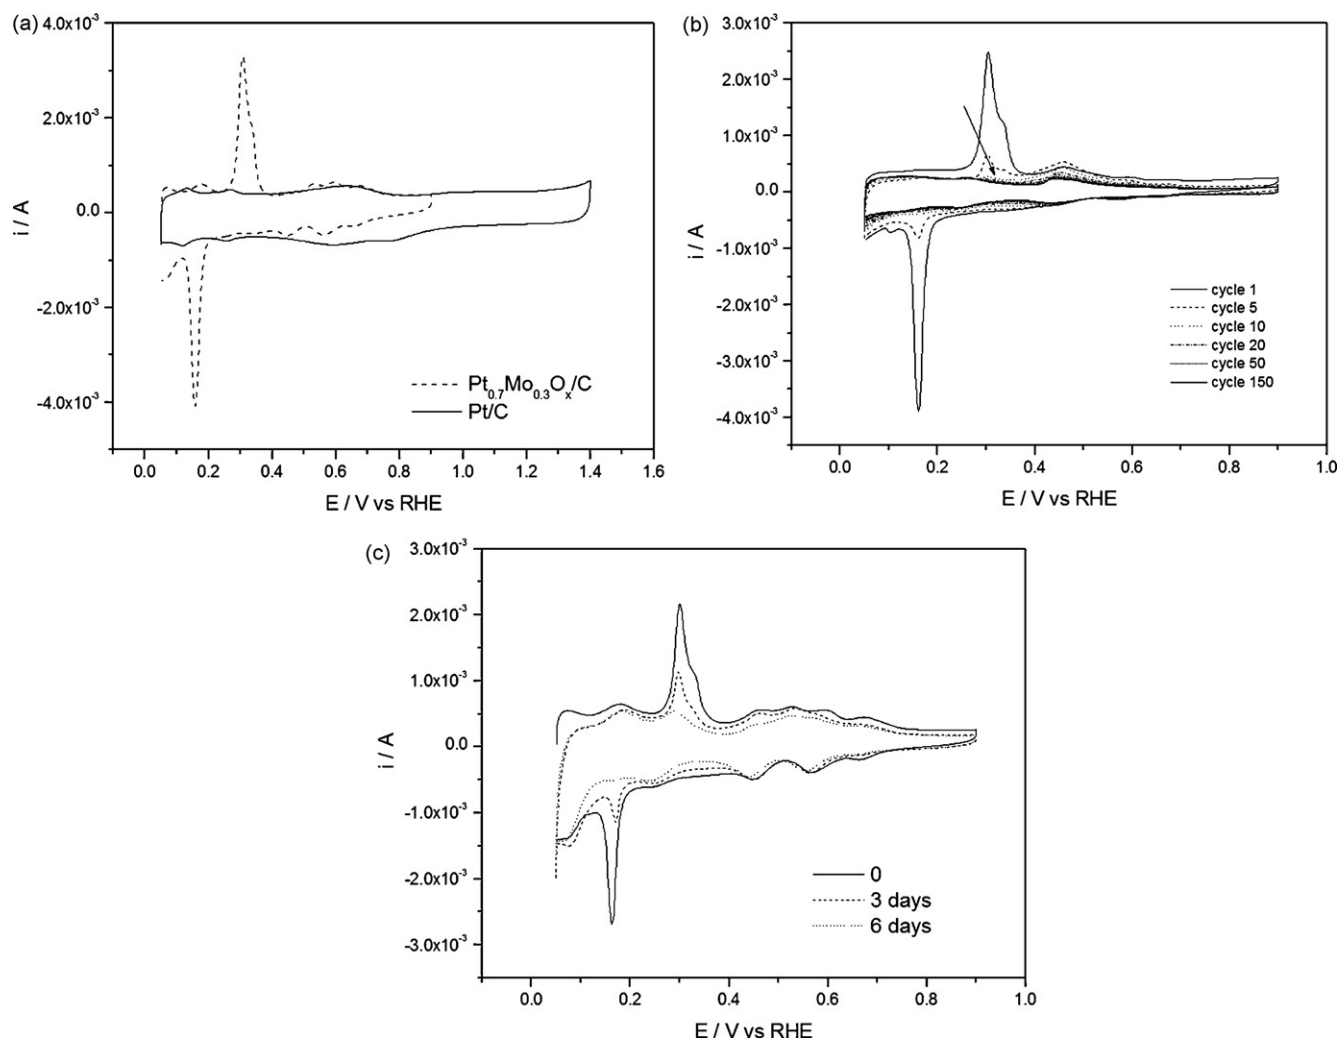 (a)
4.0x10⁻³
2.0x10⁻³
0.0
-2.0x10⁻³
-4.0x10⁻³
i / A
Pt₀.₇Mo₀.₃Oₓ/C
Pt/C
0.0 0.2 0.4 0.6 0.8 1.0 1.2 1.4 1.6
E / V vs RHE
(b)
3.0x10⁻³
2.0x10⁻³
1.0x10⁻³
0.0
-1.0x10⁻³
-2.0x10⁻³
-3.0x10⁻³
-4.0x10⁻³
i / A
cycle 1
cycle 5
cycle 10
cycle 20
cycle 50
cycle 150
0.0 0.2 0.4 0.6 0.8 1.0
E / V vs RHE
(c)
3.0x10⁻³
2.0x10⁻³
1.0x10⁻³
0.0
-1.0x10⁻³
-2.0x10⁻³
-3.0x10⁻³
i / A
0
3 days
6 days
0.0 0.2 0.4 0.6 0.8 1.0
E / V vs RHE